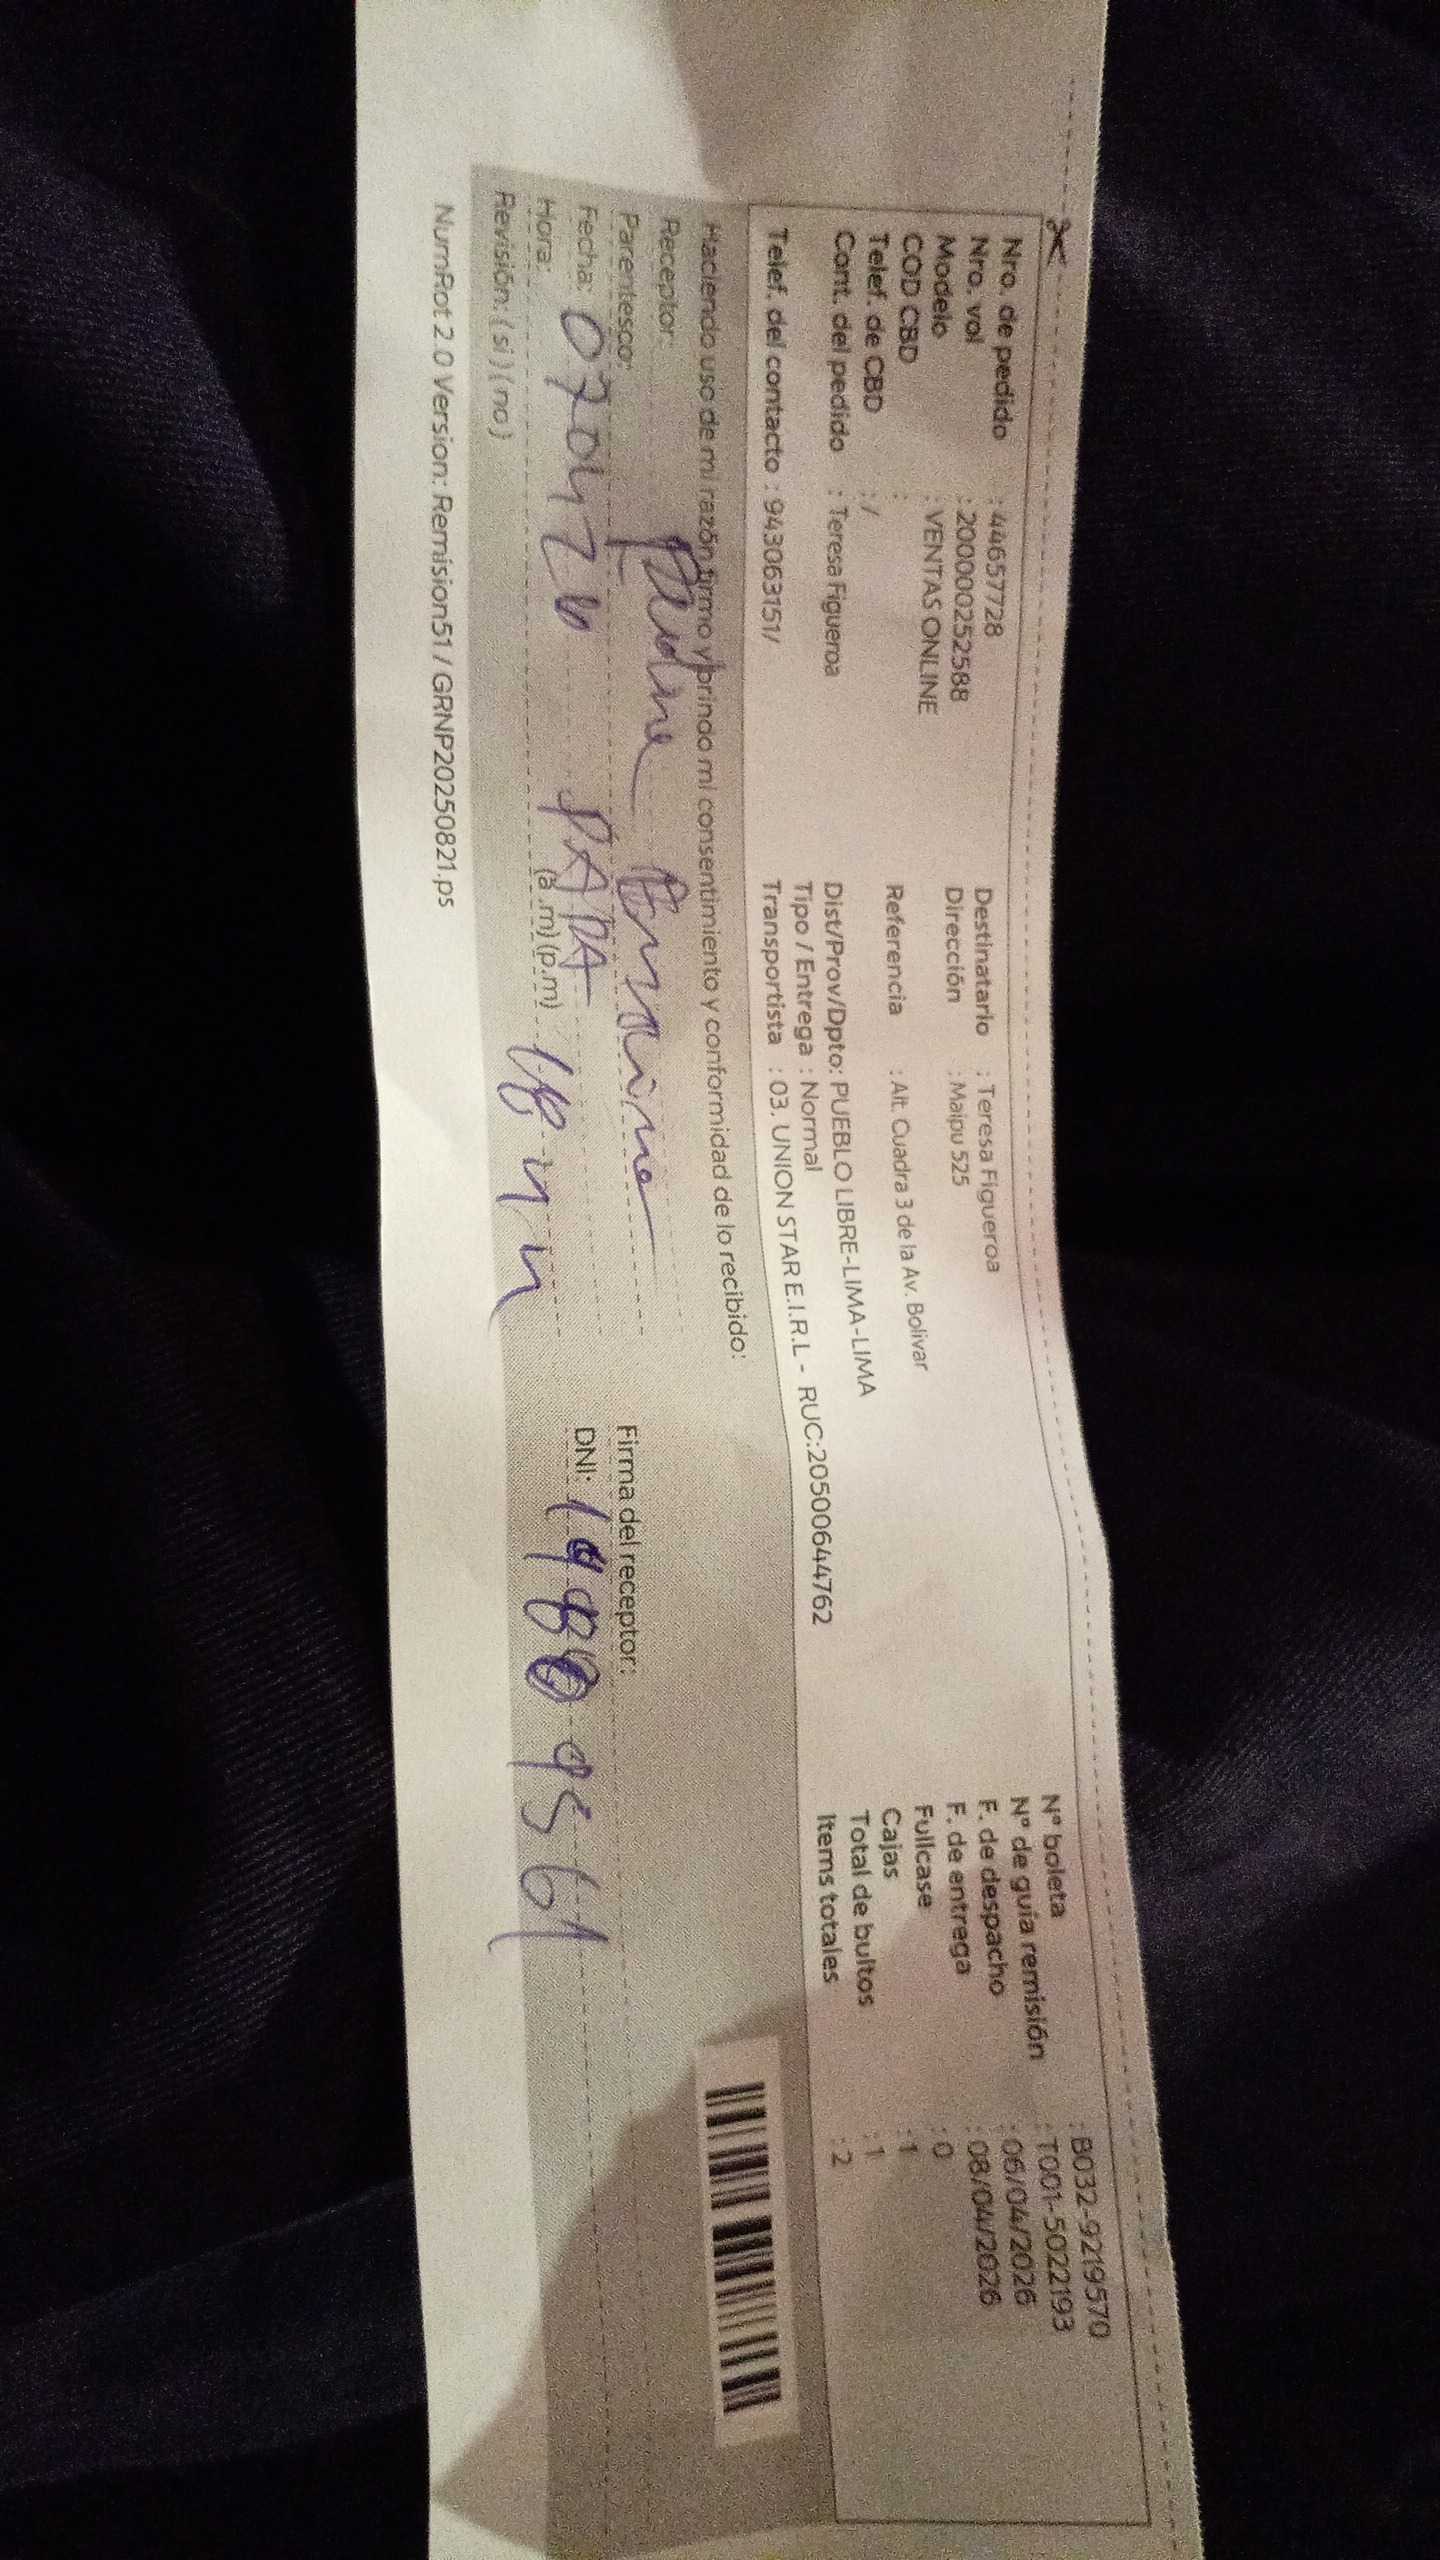 Nro. de pedido : 44657728
Nro. vol : 200000252588
Modelo : VENTAS ONLINE
COD CBD :
Telef. de CBD : /
Cont. del pedido : Teresa Figueroa
Telef. del contacto : 943063151/
Destinatario : Teresa Figueroa
Dirección : Maipu 525
Referencia : Alt. Cuadra 3 de la Av. Bolivar
Dist/Prov/Dpto: PUEBLO LIBRE-LIMA-LIMA
Tipo / Entrega : Normal
Transportista : 03. UNION STAR E.I.R.L - RUC:20500644762
N° boleta : B032-9219570
N° de guía remisión : T001-5022193
F. de despacho : 06/04/2026
F. de entrega : 08/04/2026
Fullcase : 0
Cajas : 1
Total de bultos : 1
Items totales : 2
Haciendo uso de mi razón firmo y brindo mi consentimiento y conformidad de lo recibido:
Receptor:
Parentesco: PAPA
Fecha: 070426
Hora: (a.m) (p.m)
Revisión: (si) (no)
Firma del receptor:
DNI:
NumRot 2.0 Version: Remision51 / GRNP20250821.ps